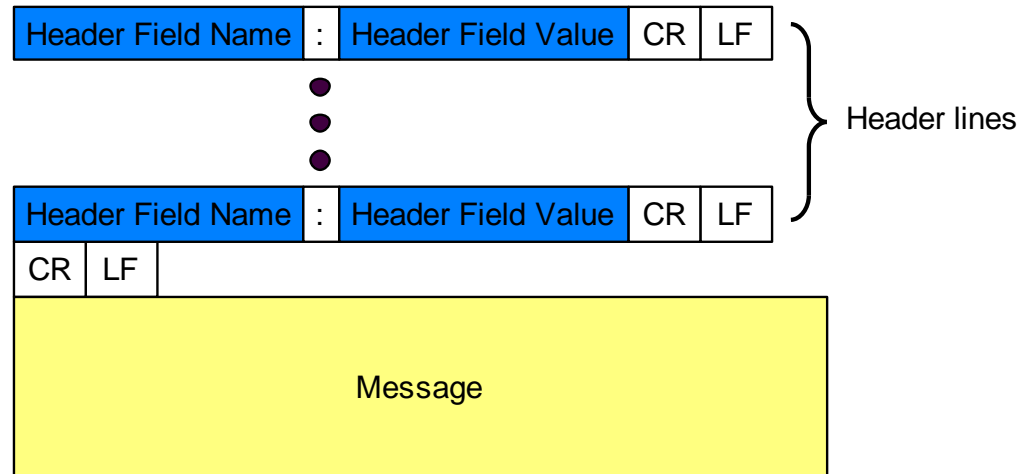 Header Field Name : Header Field Value CR LF
Header lines
Header Field Name : Header Field Value CR LF
CR LF
Message